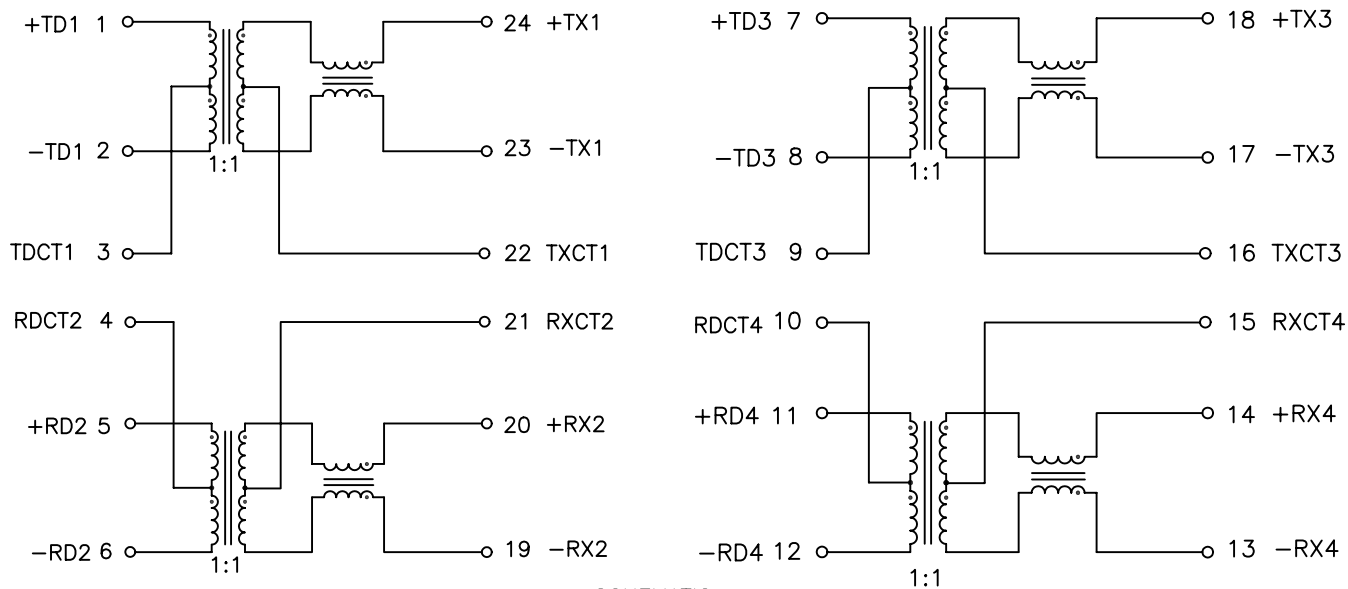 +TD1 1 24 +TX1
-TD1 2 23 -TX1
1:1
TDCT1 3 22 TXCT1
RDCT2 4 21 RXCT2
+RD2 5 20 +RX2
-RD2 6 19 -RX2
1:1
+TD3 7 18 +TX3
-TD3 8 17 -TX3
1:1
TDCT3 9 16 TXCT3
RDCT4 10 15 RXCT4
+RD4 11 14 +RX4
-RD4 12 13 -RX4
1:1